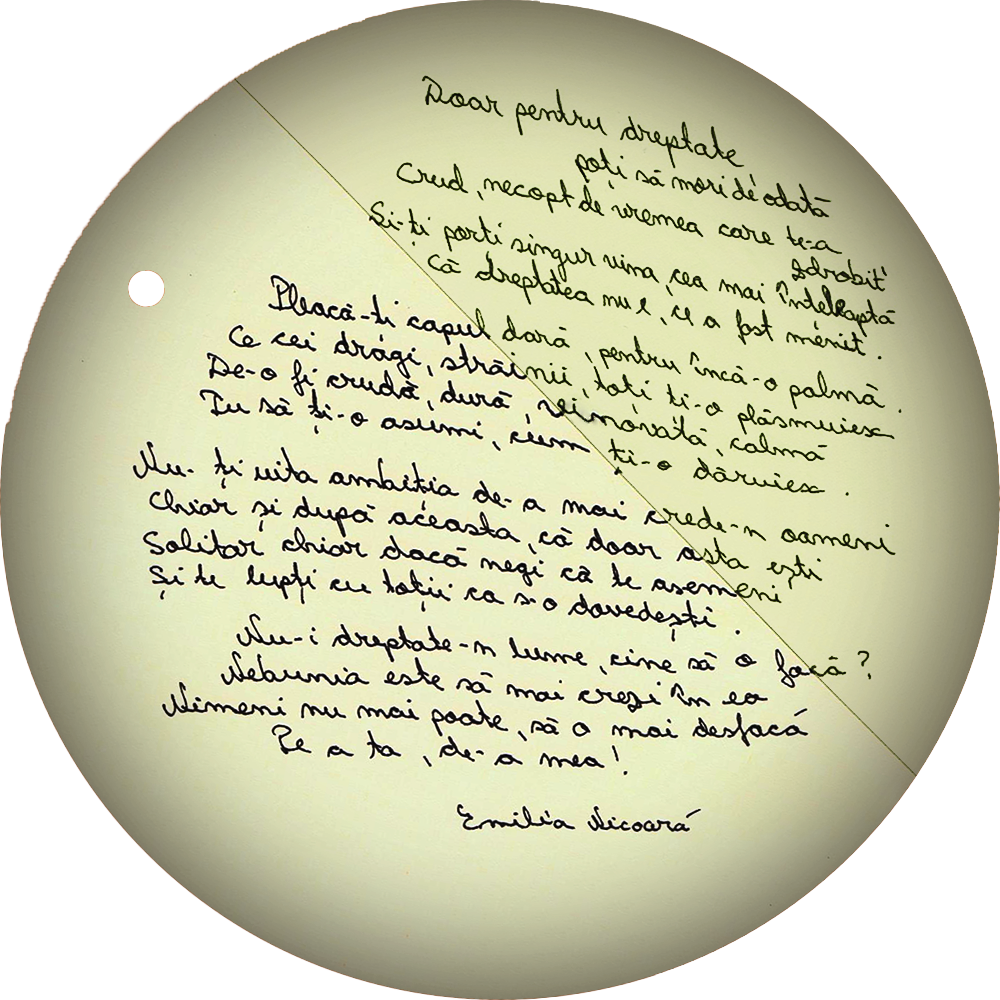 Doar pentru dreptate
poți să mori de odată
Crud, necopt de vremea care te-a
zdrobit
Și-ți porți singur vina, cea mai înțeleaptă
Că dreptatea nu e, ce a fost menit.
Pleacă-ți capul dară, pentru încă-o palmă.
Ce cei dragi, străinii, toți ți-o plăsmuiesc
De-o fi crudă, dură, vinovată, calmă
Tu să ți-o asumi, cum ți-o dăruiesc.
Nu-ți uita ambiția de-a mai crede-n oameni
Chiar și după aceasta, că doar asta ești
Solitar chiar dacă negi că te asemeni
Și te lupți cu toții ca s-o dovedești.
Nu-i dreptate-n lume, cine să o facă?
Nebunia este să mai crezi în ea
Nimeni nu mai poate, să o mai desfacă
Pe a ta, de-a mea!
Emilia Nicoară